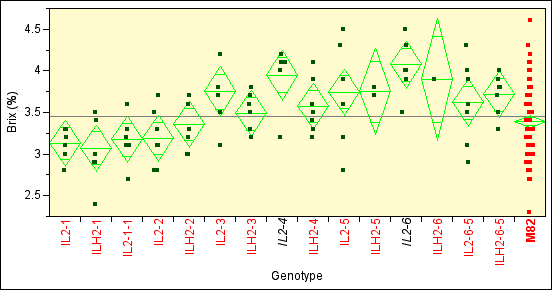 4.5
4
3.5
3
2.5
Brix (%)
IL2-1
ILH2-1
IL2-1-1
IL2-2
ILH2-2
IL2-3
ILH2-3
IL2-4
ILH2-4
IL2-5
ILH2-5
IL2-6
ILH2-6
IL2-6-5
ILH2-6-5
M82
Genotype